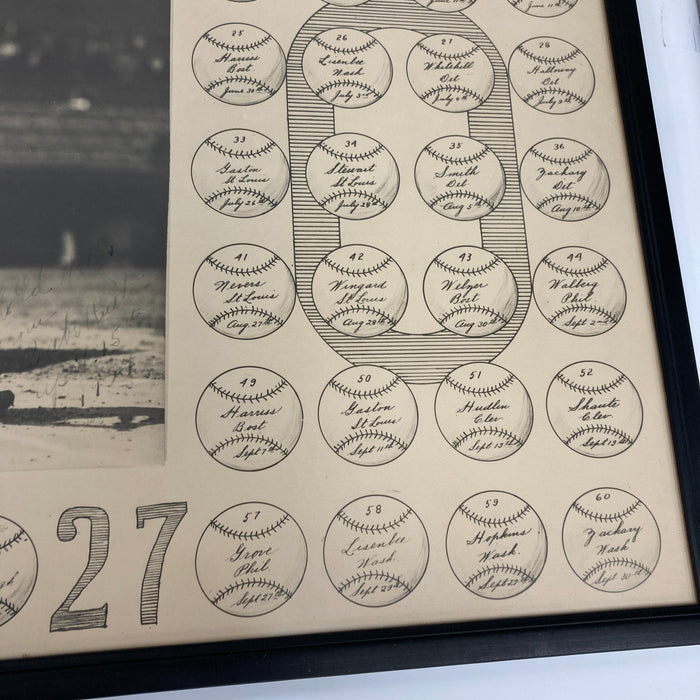 June 11th
25
Harriss
Bost.
June 30th
26
Lisenbee
Wash
July 3rd
27
Whitehill
Det
July 8th
28
Holloway
Det
July 9th
33
Gaston
St Louis
July 26th
34
Stewart
St Louis
July 28th
35
Smith
Det
Aug 5th
36
Zachary
Det
Aug 10th
41
Nevers
St Louis
Aug. 27th
42
Wingard
St Louis
Aug 28th
43
Welzer
Bost
Aug 30th
44
Walberg
Phil.
Sept 2nd
49
Harriss
Bost
Sept 7th
50
Gaston
St Louis
Sept 11th
51
Hudlin
Clev
Sept 13th
52
Shaute
Clev.
Sept 13th
27
57
Grove
Phil.
Sept 27th
58
Lisenbee
Wash.
Sept 29th
59
Hopkins
Wash.
Sept 29th
60
Zachary
Wash
Sept 30th